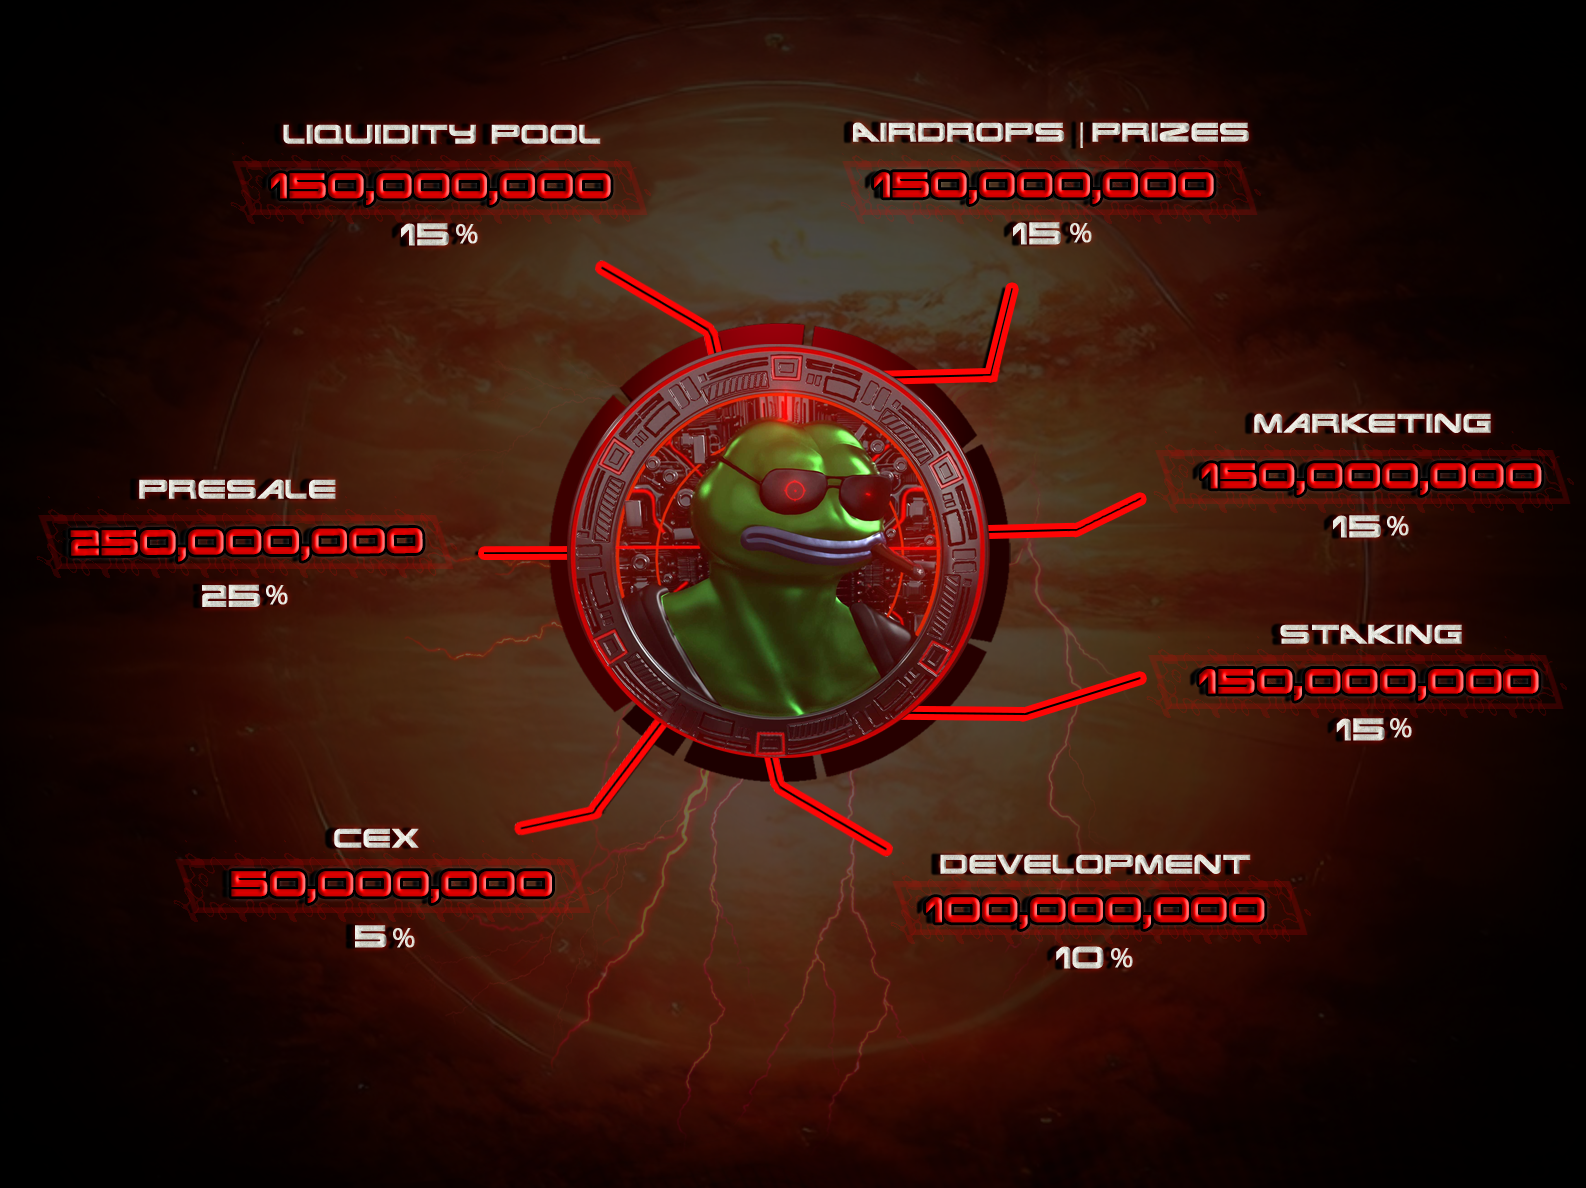 LIQUIDITY POOL
150,000,000
15 %
AIRDROPS | PRIZES
150,000,000
15 %
MARKETING
150,000,000
15 %
PRESALE
250,000,000
25 %
STAKING
150,000,000
15 %
CEX
50,000,000
5 %
DEVELOPMENT
100,000,000
10 %